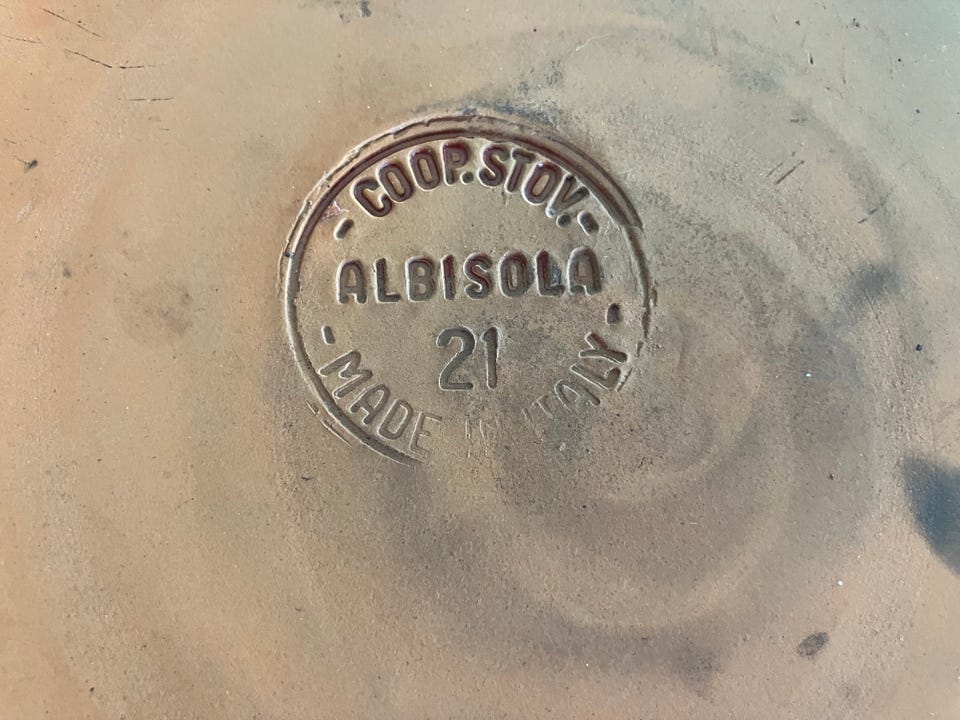 - COOP. STOV. -
ALBISOLA
21
- MADE IN ITALY -